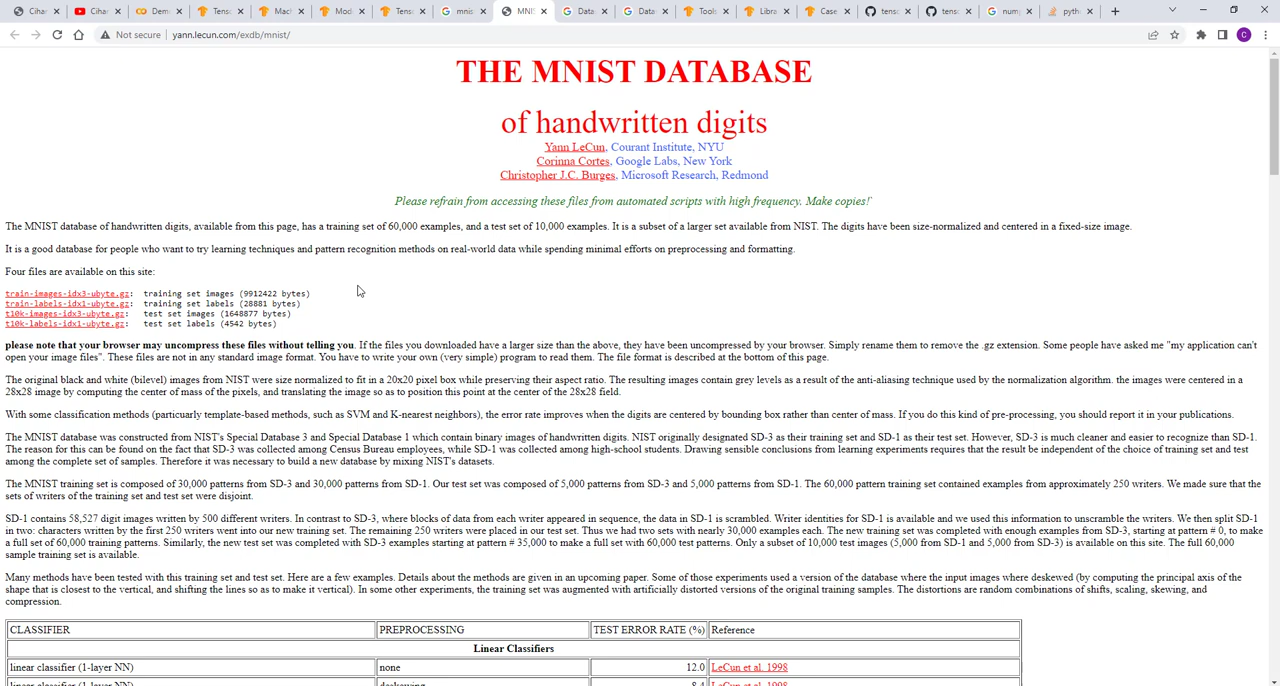 Cihar
Cihar
Demo
Tenso
Mach
Mod
Tenso
mnis
MNIS
Data
Data
Tools
Libra
Case
tenso
tenso
num
pyth
Not secure
yann.lecun.com/exdb/mnist/
C
THE MNIST DATABASE
of handwritten digits
Yann LeCun, Courant Institute, NYU
Corinna Cortes, Google Labs, New York
Christopher J.C. Burges, Microsoft Research, Redmond
Please refrain from accessing these files from automated scripts with high frequency. Make copies!
The MNIST database of handwritten digits, available from this page, has a training set of 60,000 examples, and a test set of 10,000 examples. It is a subset of a larger set available from NIST. The digits have been size-normalized and centered in a fixed-size image.
It is a good database for people who want to try learning techniques and pattern recognition methods on real-world data while spending minimal efforts on preprocessing and formatting.
Four files are available on this site:
train-images-idx3-ubyte.gz: training set images (9912422 bytes)
train-labels-idx1-ubyte.gz: training set labels (28881 bytes)
t10k-images-idx3-ubyte.gz: test set images (1648877 bytes)
t10k-labels-idx1-ubyte.gz: test set labels (4542 bytes)
please note that your browser may uncompress these files without telling you. If the files you downloaded have a larger size than the above, they have been uncompressed by your browser. Simply rename them to remove the .gz extension. Some people have asked me "my application can't
open your image files". These files are not in any standard image format. You have to write your own (very simple) program to read them. The file format is described at the bottom of this page.
The original black and white (bilevel) images from NIST were size normalized to fit in a 20x20 pixel box while preserving their aspect ratio. The resulting images contain grey levels as a result of the anti-aliasing technique used by the normalization algorithm. the images were centered in a
28x28 image by computing the center of mass of the pixels, and translating the image so as to position this point at the center of the 28x28 field.
With some classification methods (particuarly template-based methods, such as SVM and K-nearest neighbors), the error rate improves when the digits are centered by bounding box rather than center of mass. If you do this kind of pre-processing, you should report it in your publications.
The MNIST database was constructed from NIST's Special Database 3 and Special Database 1 which contain binary images of handwritten digits. NIST originally designated SD-3 as their training set and SD-1 as their test set. However, SD-3 is much cleaner and easier to recognize than SD-1.
The reason for this can be found on the fact that SD-3 was collected among Census Bureau employees, while SD-1 was collected among high-school students. Drawing sensible conclusions from learning experiments requires that the result be independent of the choice of training set and test
among the complete set of samples. Therefore it was necessary to build a new database by mixing NIST's datasets.
The MNIST training set is composed of 30,000 patterns from SD-3 and 30,000 patterns from SD-1. Our test set was composed of 5,000 patterns from SD-3 and 5,000 patterns from SD-1. The 60,000 pattern training set contained examples from approximately 250 writers. We made sure that the
sets of writers of the training set and test set were disjoint.
SD-1 contains 58,527 digit images written by 500 different writers. In contrast to SD-3, where blocks of data from each writer appeared in sequence, the data in SD-1 is scrambled. Writer identities for SD-1 is available and we used this information to unscramble the writers. We then split SD-1
in two: characters written by the first 250 writers went into our new training set. The remaining 250 writers were placed in our test set. Thus we had two sets with nearly 30,000 examples each. The new training set was completed with enough examples from SD-3, starting at pattern # 0, to make
a full set of 60,000 training patterns. Similarly, the new test set was completed with SD-3 examples starting at pattern # 35,000 to make a full set with 60,000 test patterns. Only a subset of 10,000 test images (5,000 from SD-1 and 5,000 from SD-3) is available on this site. The full 60,000
sample training set is available.
Many methods have been tested with this training set and test set. Here are a few examples. Details about the methods are given in an upcoming paper. Some of those experiments used a version of the database where the input images where deskewed (by computing the principal axis of the
shape that is closest to the vertical, and shifting the lines so as to make it vertical). In some other experiments, the training set was augmented with artificially distorted versions of the original training samples. The distortions are random combinations of shifts, scaling, skewing, and
compression.
CLASSIFIER PREPROCESSING TEST ERROR RATE (%) Reference
Linear Classifiers
linear classifier (1-layer NN) none 12.0 LeCun et al. 1998
linear classifier (1-layer NN) deskewing 8.4 LeCun et al. 1998